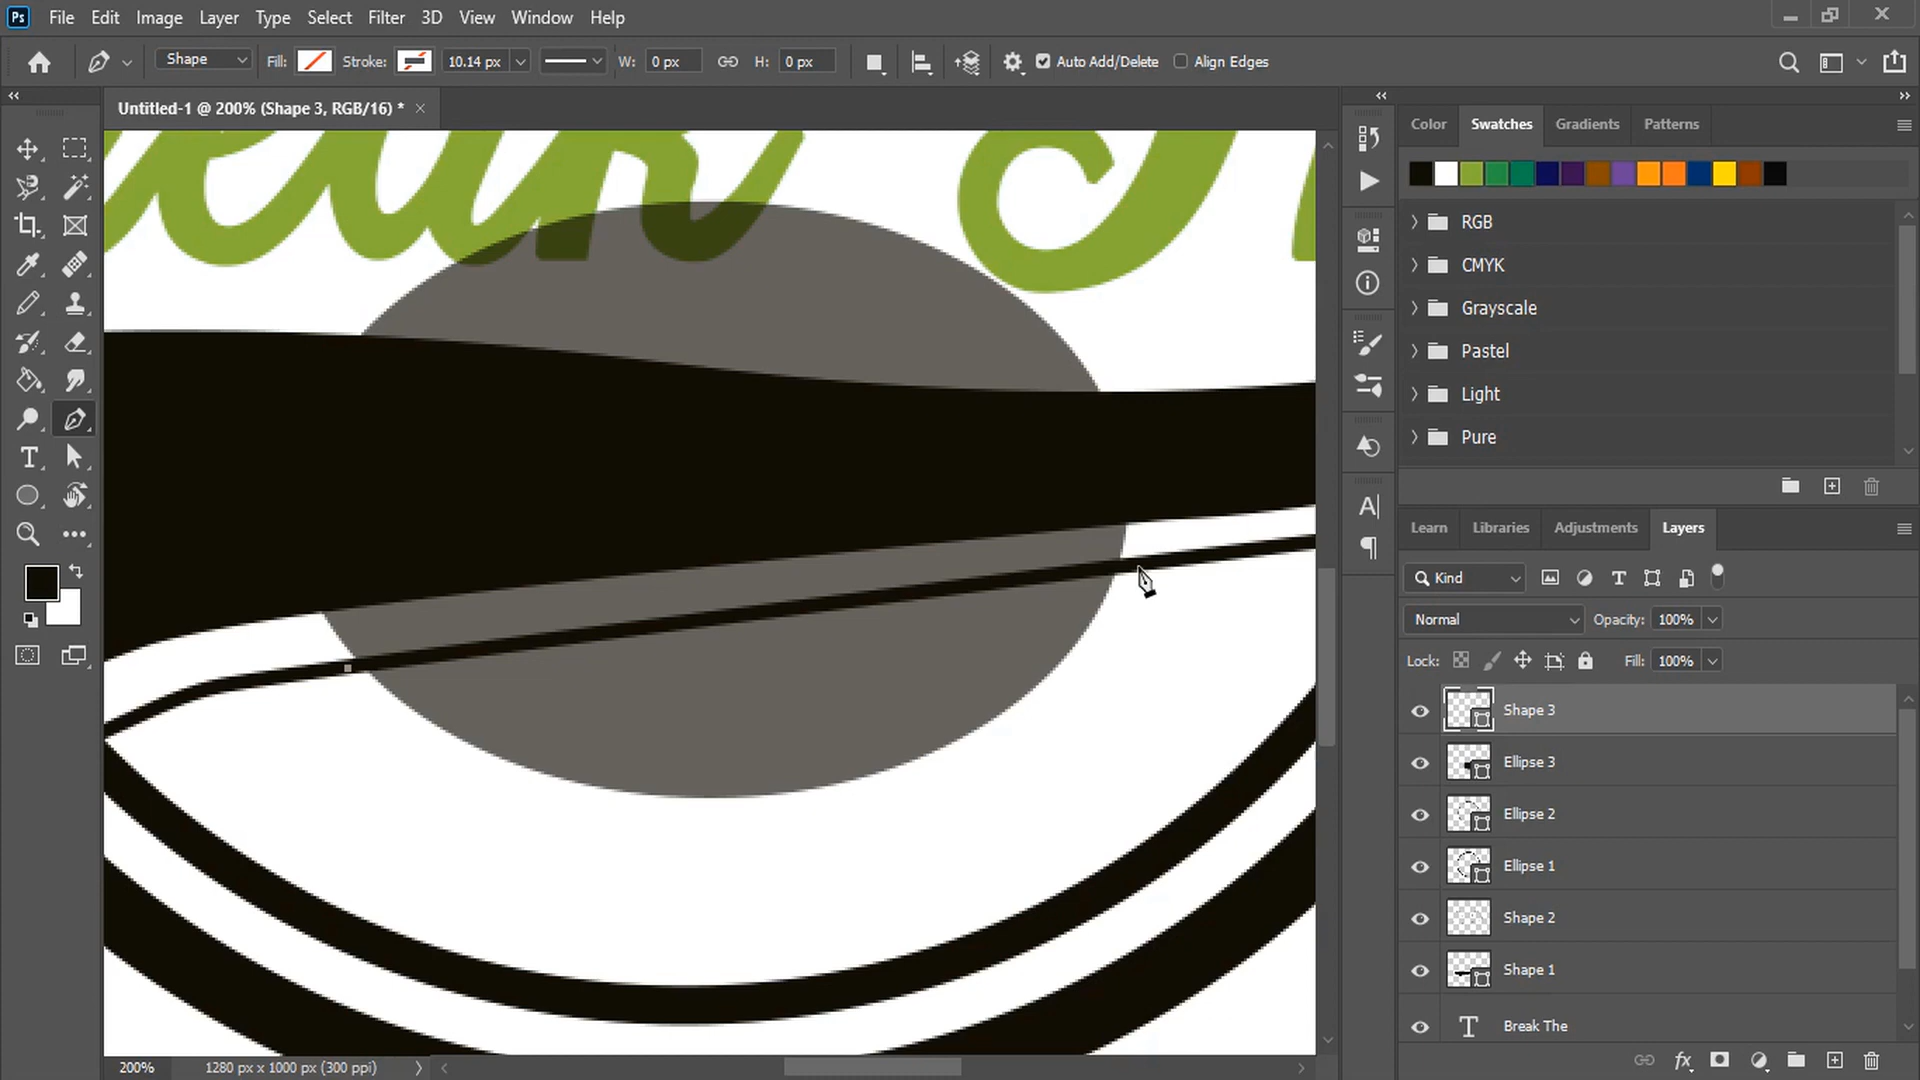 Ps File Edit Image Layer Type Select Filter 3D View Window Help
Shape Fill: Stroke: 10.14 px W: 0 px H: 0 px Auto Add/Delete Align Edges
Untitled-1 @ 200% (Shape 3, RGB/16) *
Color Swatches Gradients Patterns
RGB
CMYK
Grayscale
Pastel
Light
Pure
Learn Libraries Adjustments Layers
Kind
Normal Opacity: 100%
Lock: Fill: 100%
Shape 3
Ellipse 3
Ellipse 2
Ellipse 1
Shape 2
Shape 1
T Break The
200% 1280 px x 1000 px (300 ppi)